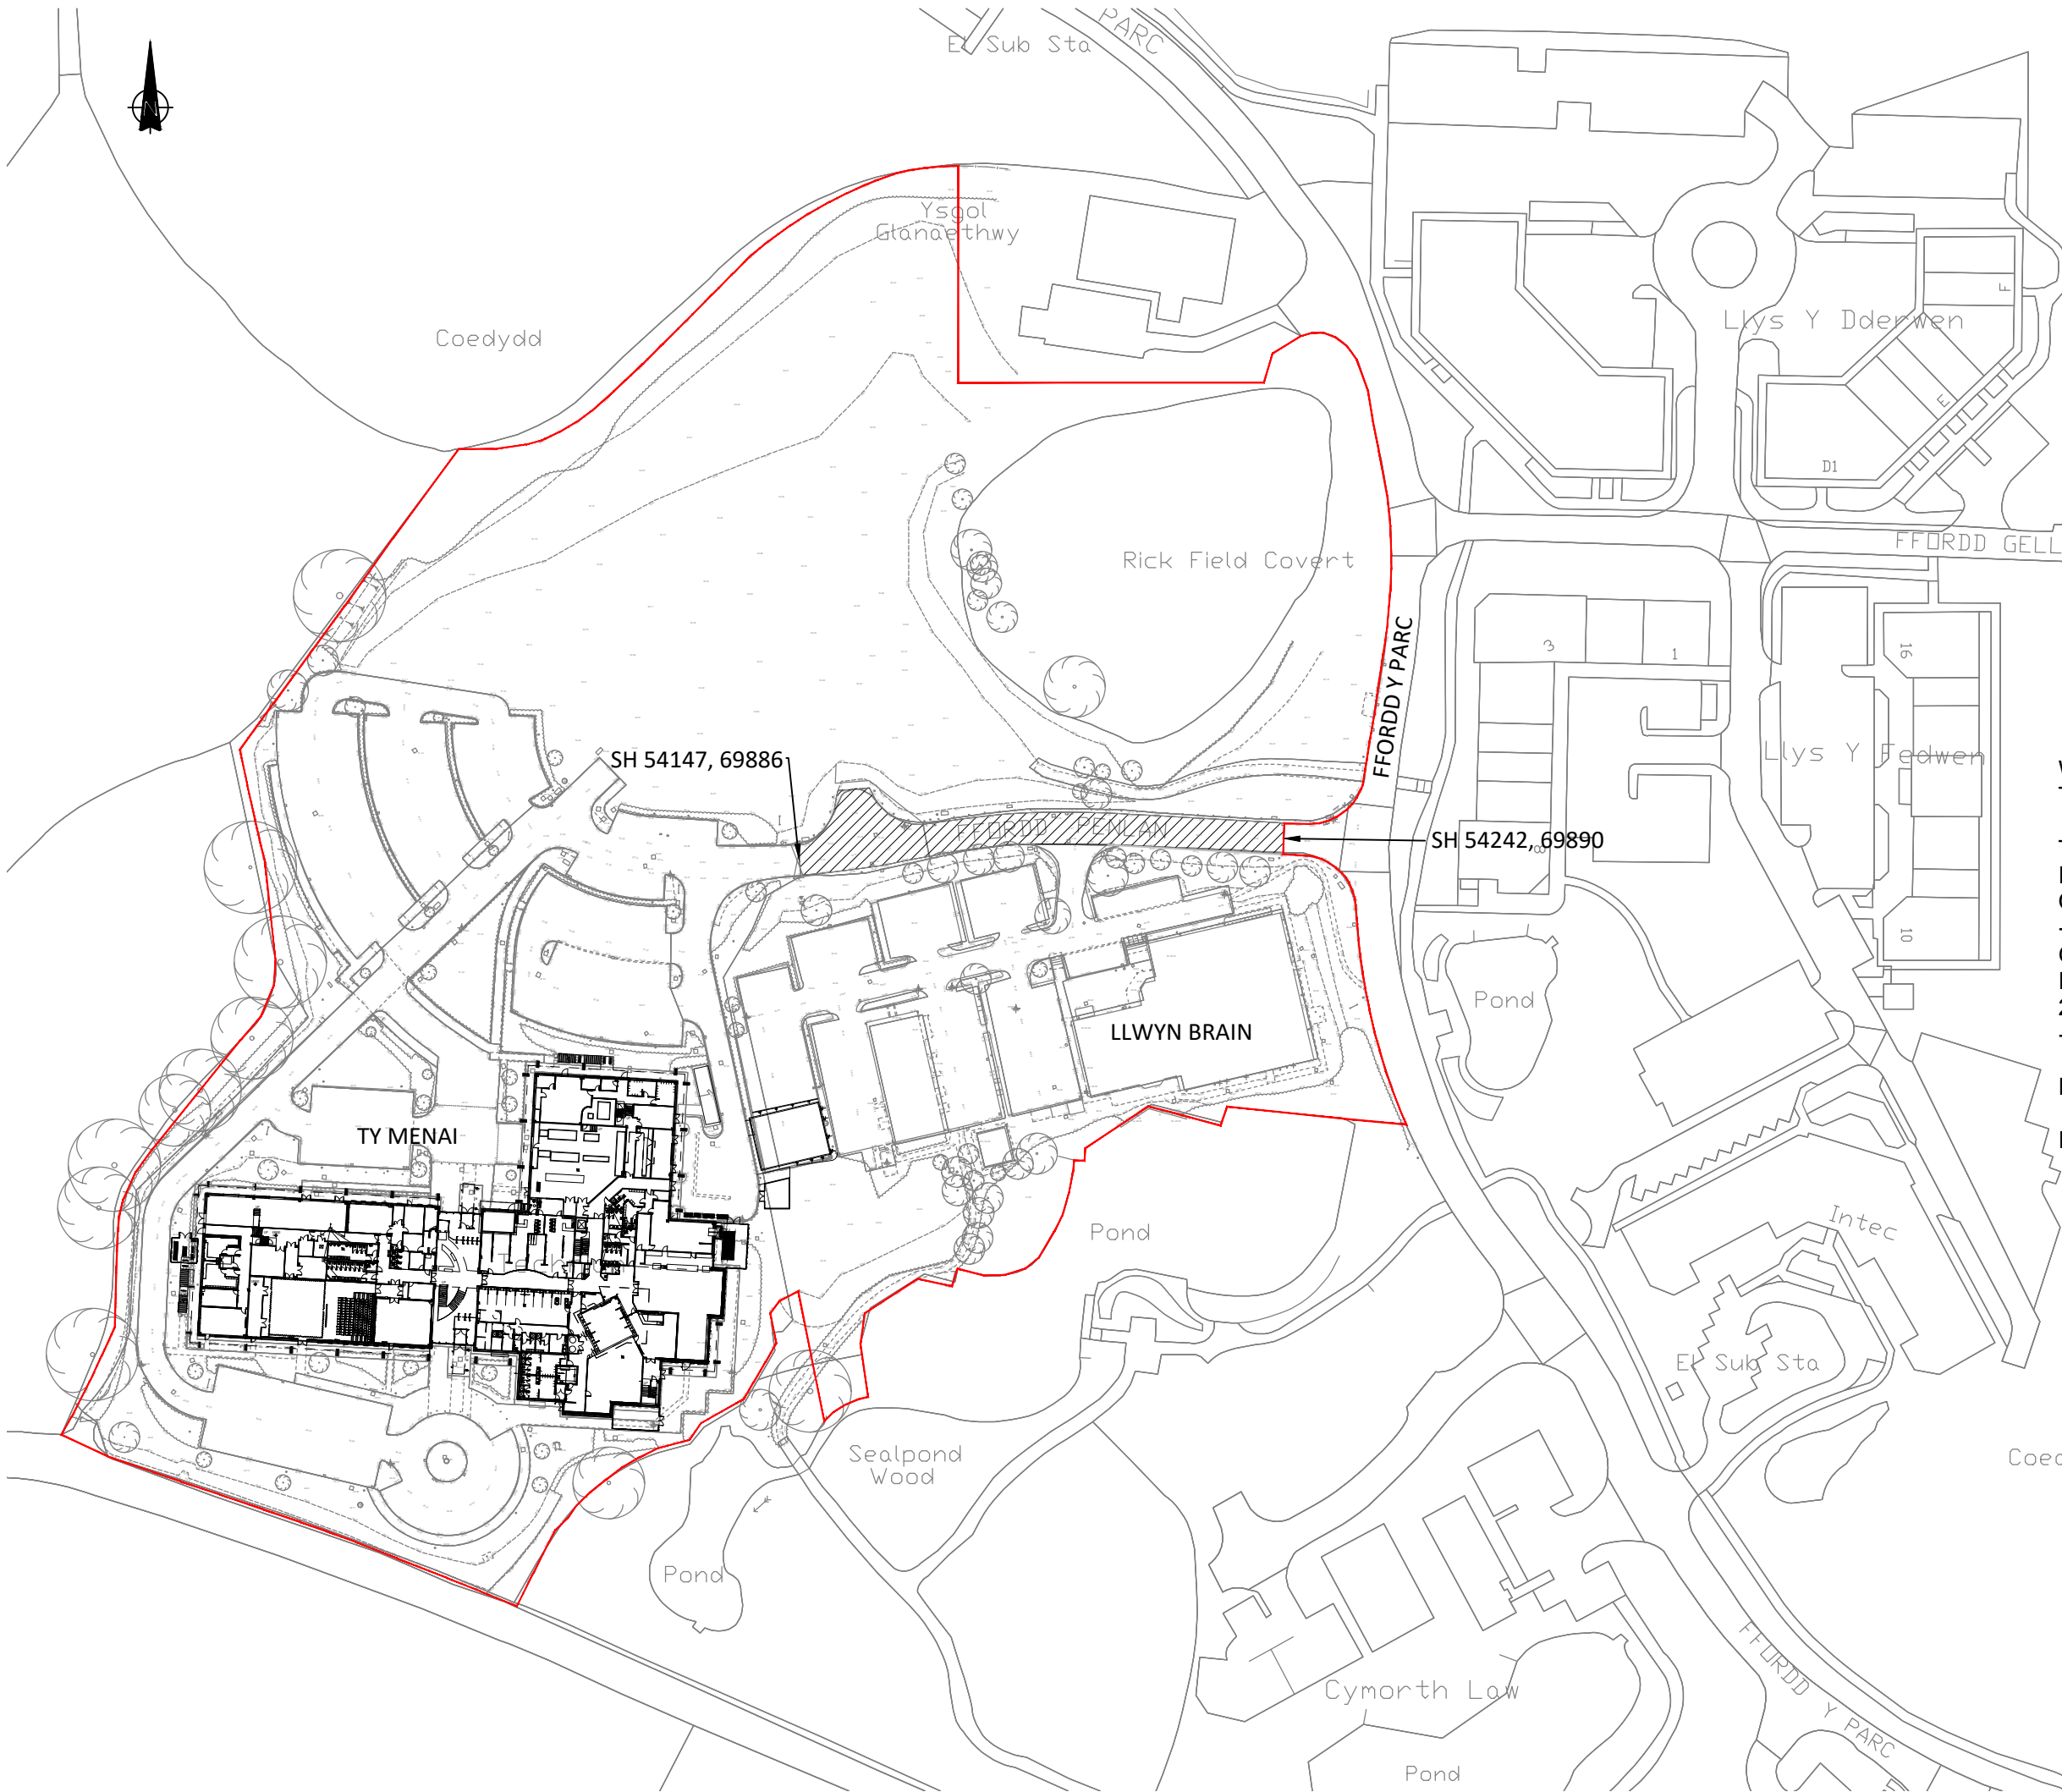 PARC
El Sub Sta
N
Ysgol
Glanaethwy
Coedydd
Llys Y Dderwen
F
E
D1
FFORDD GELL
Rick Field Covert
FFORDD Y PARC
3
1
16
Llys Y Fedwen
SH 54147, 69886
FFORDD PENLAN
SH 54242, 69890
8
10
Pond
LLWYN BRAIN
TY MENAI
Pond
Intec
El Sub Sta
Sealpond
Wood
Coed
Pond
Cymorth Law
FFORDD Y PARC
Pond